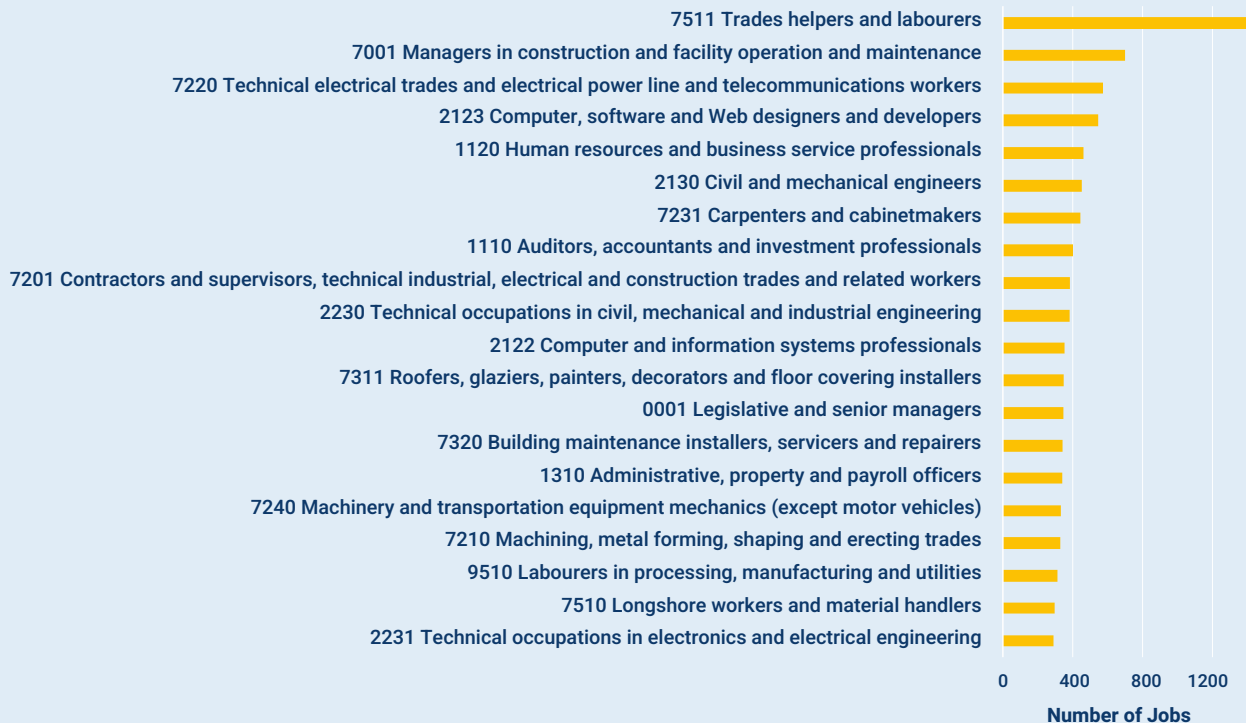 7511 Trades helpers and labourers
7001 Managers in construction and facility operation and maintenance
7220 Technical electrical trades and electrical power line and telecommunications workers
2123 Computer, software and Web designers and developers
1120 Human resources and business service professionals
2130 Civil and mechanical engineers
7231 Carpenters and cabinetmakers
1110 Auditors, accountants and investment professionals
7201 Contractors and supervisors, technical industrial, electrical and construction trades and related workers
2230 Technical occupations in civil, mechanical and industrial engineering
2122 Computer and information systems professionals
7311 Roofers, glaziers, painters, decorators and floor covering installers
0001 Legislative and senior managers
7320 Building maintenance installers, servicers and repairers
1310 Administrative, property and payroll officers
7240 Machinery and transportation equipment mechanics (except motor vehicles)
7210 Machining, metal forming, shaping and erecting trades
9510 Labourers in processing, manufacturing and utilities
7510 Longshore workers and material handlers
2231 Technical occupations in electronics and electrical engineering
0 400 800 1200
Number of Jobs